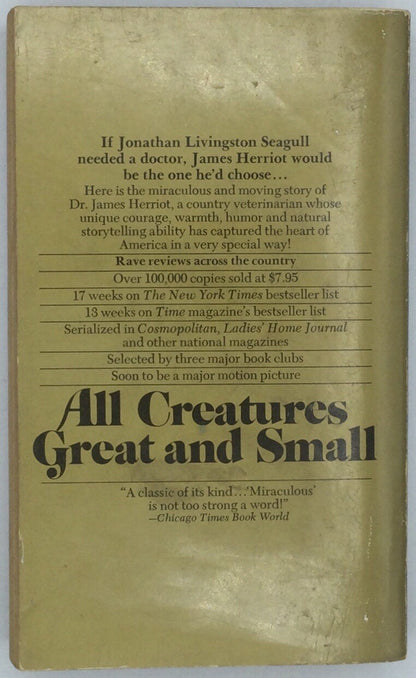 If Jonathan Livingston Seagull
needed a doctor, James Herriot would
be the one he'd choose...
Here is the miraculous and moving story of
Dr. James Herriot, a country veterinarian whose
unique courage, warmth, humor and natural
storytelling ability has captured the heart of
America in a very special way!
Rave reviews across the country
Over 100,000 copies sold at $7.95
17 weeks on The New York Times bestseller list
13 weeks on Time magazine's bestseller list
Serialized in Cosmopolitan, Ladies' Home Journal
and other national magazines
Selected by three major book clubs
Soon to be a major motion picture
All Creatures
Great and Small
"A classic of its kind...'Miraculous'
is not too strong a word!"
—Chicago Times Book World